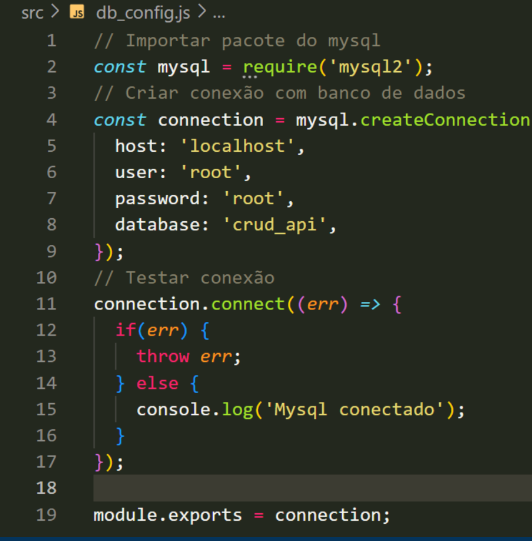 src > JS db_config.js > ...
1 // Importar pacote do mysql
2 const mysql = require('mysql2');
3 // Criar conexão com banco de dados
4 const connection = mysql.createConnection
5   host: 'localhost',
6   user: 'root',
7   password: 'root',
8   database: 'crud_api',
9 });
10 // Testar conexão
11 connection.connect((err) => {
12   if(err) {
13     throw err;
14   } else {
15     console.log('Mysql conectado');
16   }
17 });
18
19 module.exports = connection;